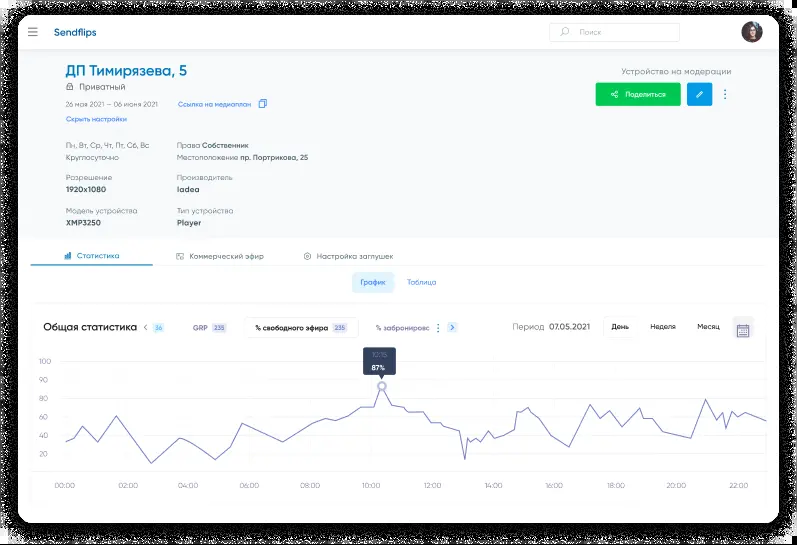 Sendflips
Поиск
ДП Тимирязева, 5
Устройство на модерации
Приватный
Поделиться
26 мая 2021 – 06 июня 2021 Ссылка на медиаплан
Скрыть настройки
Пн, Вт, Ср, Чт, Пт, Сб, Вс
Круглосуточно
Права Собственник
Местоположение пр. Портрикова, 25
Разрешение
1920x1080
Производитель
Iadea
Модель устройства
XMP3250
Тип устройства
Player
Статистика Коммерческий эфир Настройка заглушек
График Таблица
Общая статистика 36 GRP 235 % свободного эфира 235 % забронировс Период 07.05.2021 День Неделя Месяц
10:15
87%
100
90
80
60
40
20
00:00 02:00 04:00 06:00 08:00 10:00 12:00 14:00 16:00 18:00 20:00 22:00